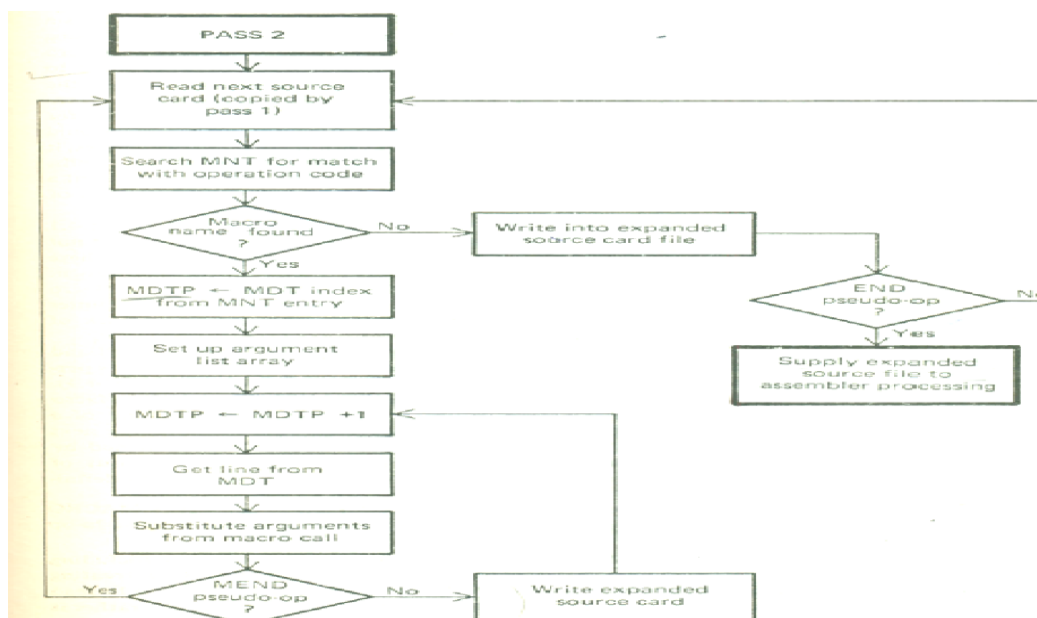 PASS 2
Read next source
card (copied by
pass 1)
Search MNT for match
with operation code
Macro
name found
?
No
Write into expanded
source card file
Yes
MDTP ← MDT index
from MNT entry
END
pseudo-op
?
No
Yes
Set up argument
list array
Supply expanded
source file to
assembler processing
MDTP ← MDTP +1
Get line from
MDT
Substitute arguments
from macro call
Yes
MEND
pseudo-op
?
No
Write expanded
source card